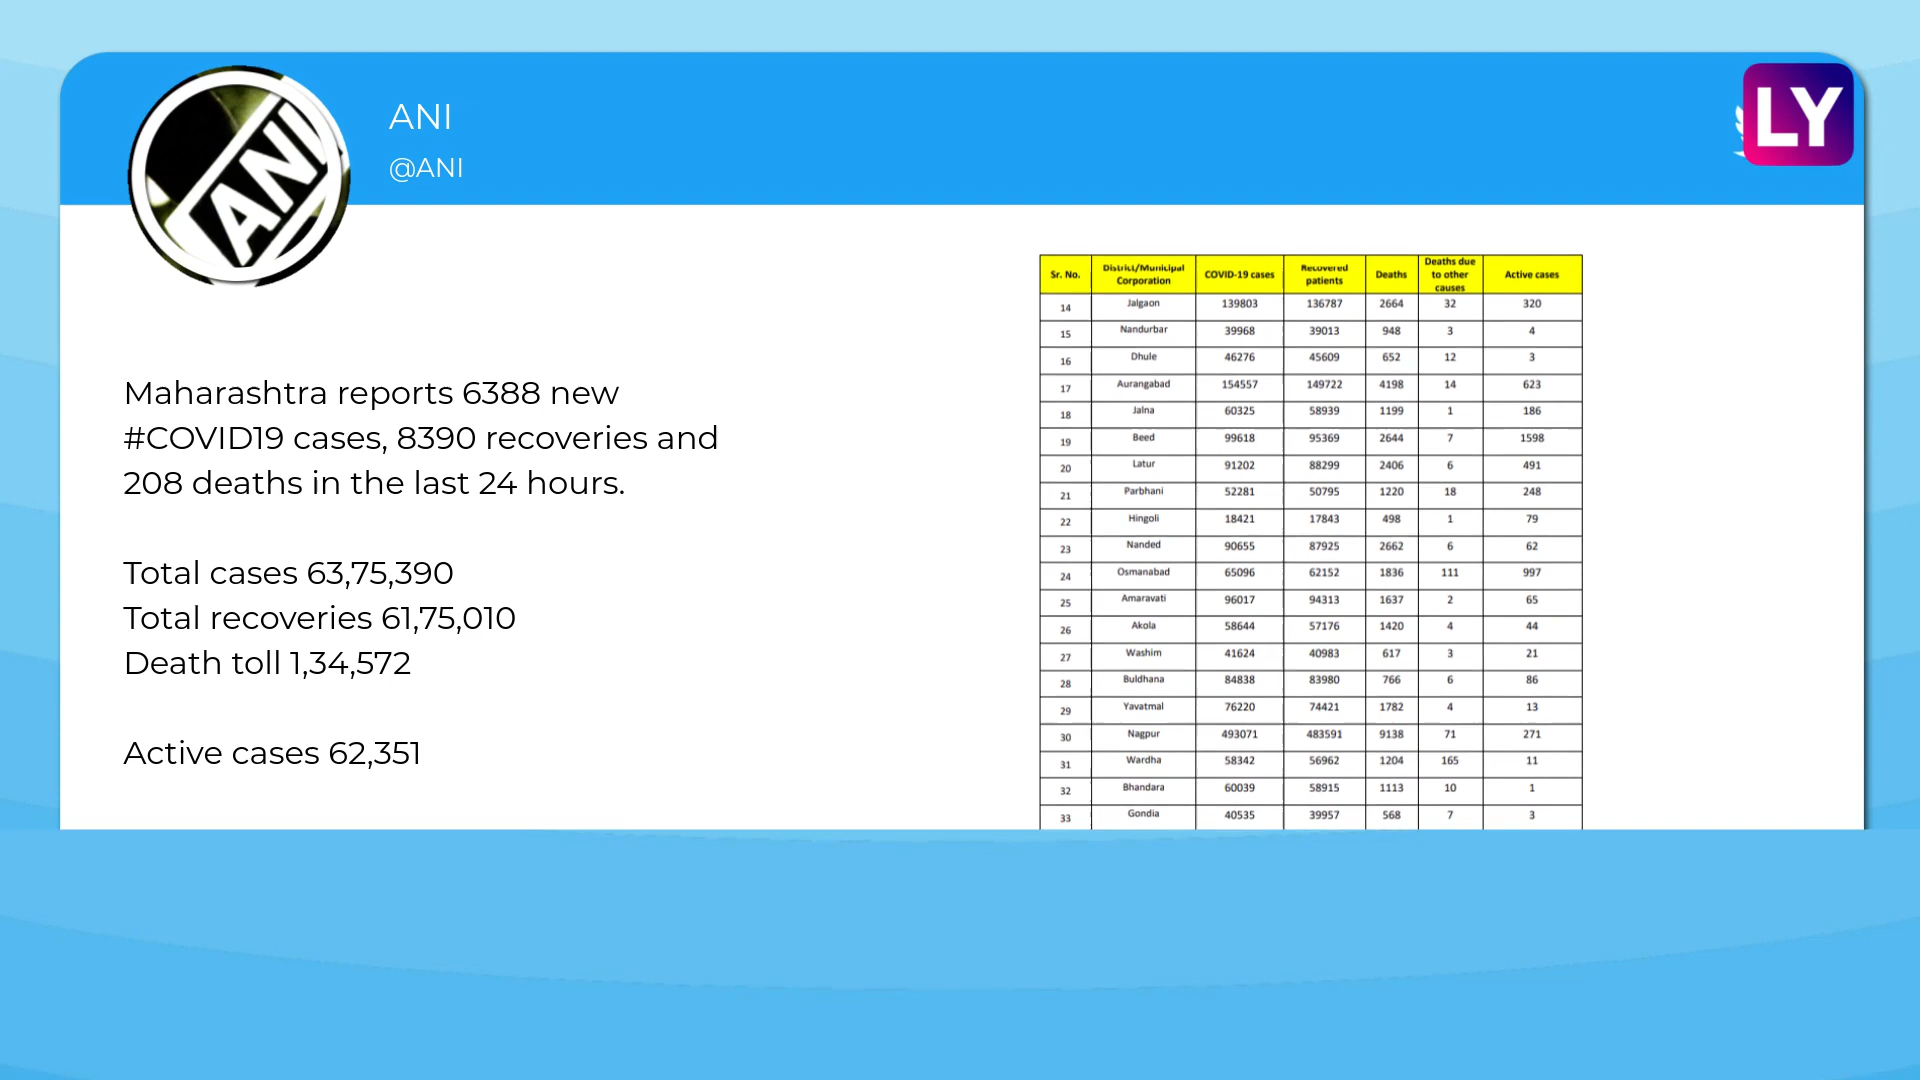 ANI
@ANI
ANI
LY
Maharashtra reports 6388 new
#COVID19 cases, 8390 recoveries and
208 deaths in the last 24 hours.
Total cases 63,75,390
Total recoveries 61,75,010
Death toll 1,34,572
Active cases 62,351
Sr. No. District/Municipal Corporation COVID-19 cases Recovered patients Deaths Deaths due to other causes Active cases
14 Jalgaon 139803 136787 2664 32 320
15 Nandurbar 39968 39013 948 3 4
16 Dhule 46276 45609 652 12 3
17 Aurangabad 154557 149722 4198 14 623
18 Jalna 60325 58939 1199 1 186
19 Beed 99618 95369 2644 7 1598
20 Latur 91202 88299 2406 6 491
21 Parbhani 52281 50795 1220 18 248
22 Hingoli 18421 17843 498 1 79
23 Nanded 90655 87925 2662 6 62
24 Osmanabad 65096 62152 1836 111 997
25 Amaravati 96017 94313 1637 2 65
26 Akola 58644 57176 1420 4 44
27 Washim 41624 40983 617 3 21
28 Buldhana 84838 83980 766 6 86
29 Yavatmal 76220 74421 1782 4 13
30 Nagpur 493071 483591 9138 71 271
31 Wardha 58342 56962 1204 165 11
32 Bhandara 60039 58915 1113 10 1
33 Gondia 40535 39957 568 7 3